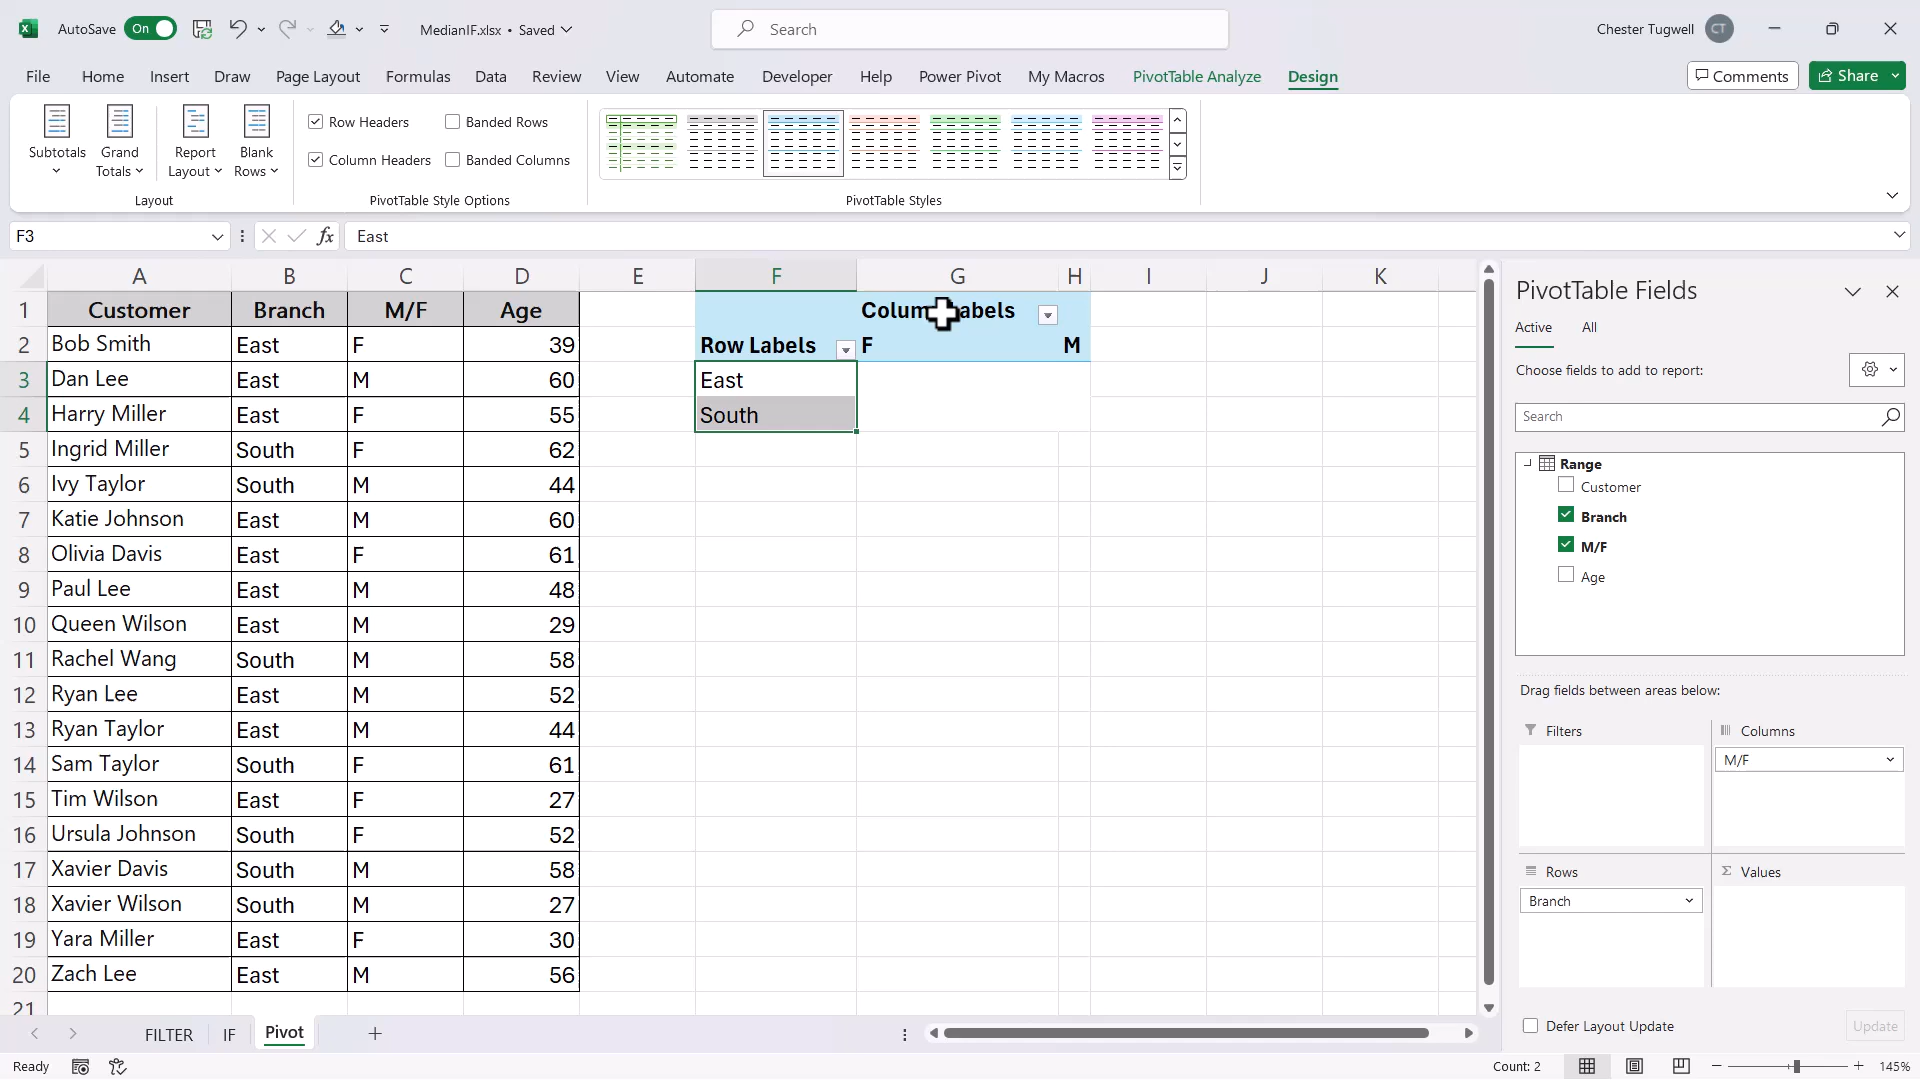 AutoSave On MedianIF.xlsx • Saved Search Chester Tugwell CT
File Home Insert Draw Page Layout Formulas Data Review View Automate Developer Help Power Pivot My Macros PivotTable Analyze Design Comments Share
Subtotals Grand Totals Report Layout Blank Rows
Row Headers Banded Rows
Column Headers Banded Columns
Layout PivotTable Style Options PivotTable Styles
F3 fx East
A B C D E F G H I J K
1 Customer Branch M/F Age
2 Bob Smith East F 39 Row Labels F M
3 Dan Lee East M 60 East
4 Harry Miller East F 55 South
5 Ingrid Miller South F 62
6 Ivy Taylor South M 44
7 Katie Johnson East M 60
8 Olivia Davis East F 61
9 Paul Lee East M 48
10 Queen Wilson East M 29
11 Rachel Wang South M 58
12 Ryan Lee East M 52
13 Ryan Taylor East M 44
14 Sam Taylor South F 61
15 Tim Wilson East F 27
16 Ursula Johnson South F 52
17 Xavier Davis South M 58
18 Xavier Wilson South M 27
19 Yara Miller East F 30
20 Zach Lee East M 56
21
FILTER IF Pivot
Ready Count: 2 145%
PivotTable Fields
Active All
Choose fields to add to report:
Search
Range
Customer
Branch
M/F
Age
Drag fields between areas below:
Filters Columns
M/F
Rows Values
Branch
Defer Layout Update Update